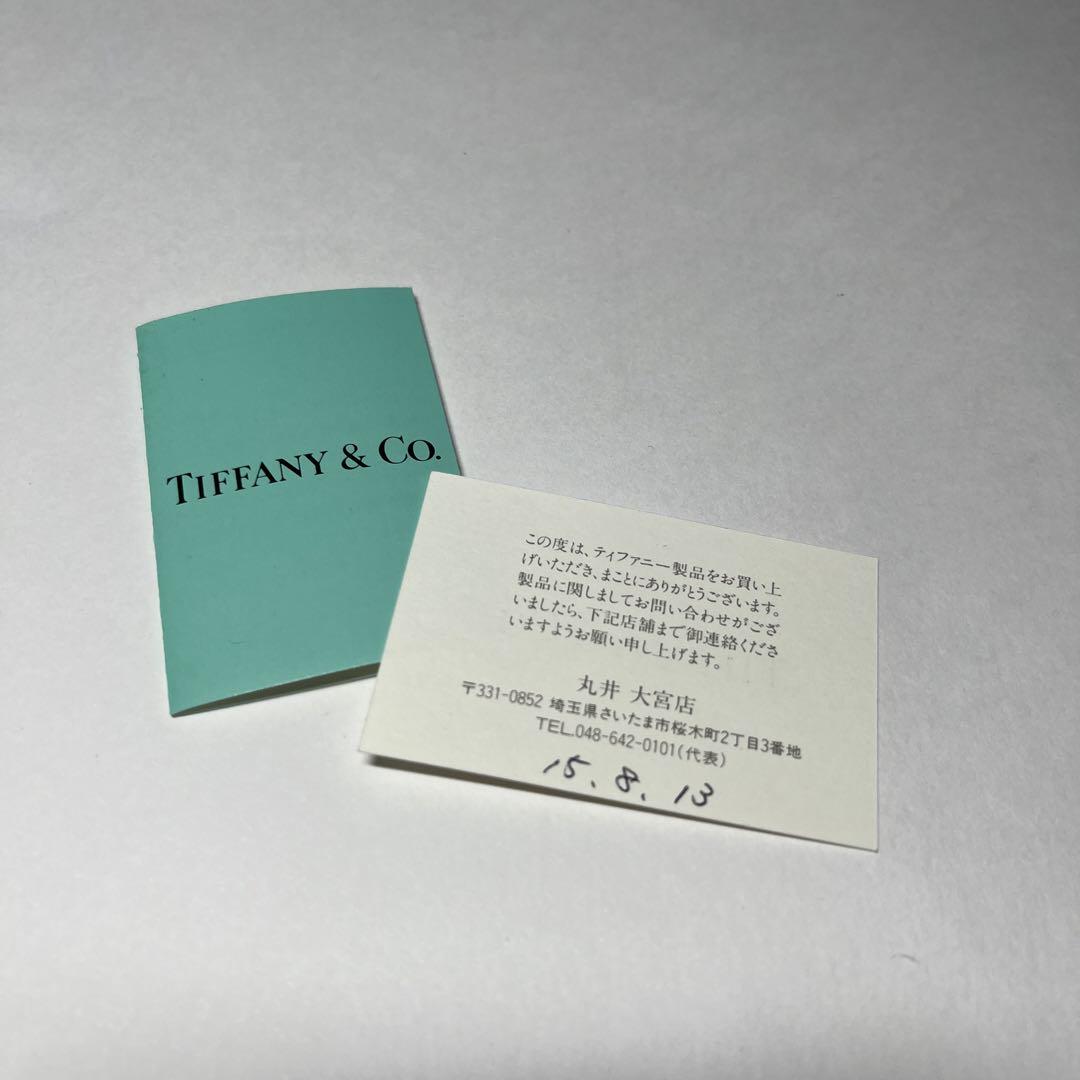 TIFFANY & CO.
この度は、ティファニー製品をお買い上
げいただき、まことにありがとうございます。
製品に関しましてお問い合わせがござ
いましたら、下記店舗まで御連絡くださ
いますようお願い申し上げます。
丸井 大宮店
〒331-0852 埼玉県さいたま市桜木町2丁目3番地
TEL.048-642-0101(代表)
15.8.13